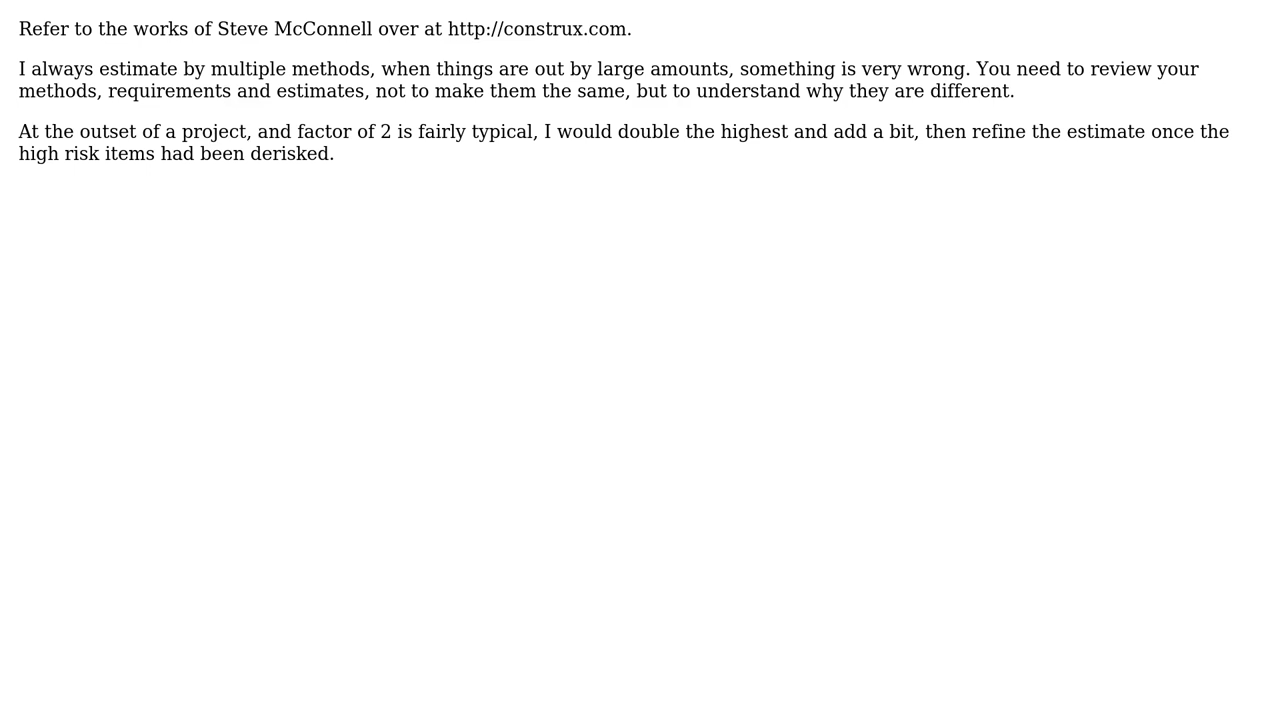 Refer to the works of Steve McConnell over at http://construx.com.
I always estimate by multiple methods, when things are out by large amounts, something is very wrong. You need to review your
methods, requirements and estimates, not to make them the same, but to understand why they are different.
At the outset of a project, and factor of 2 is fairly typical, I would double the highest and add a bit, then refine the estimate once the
high risk items had been derisked.